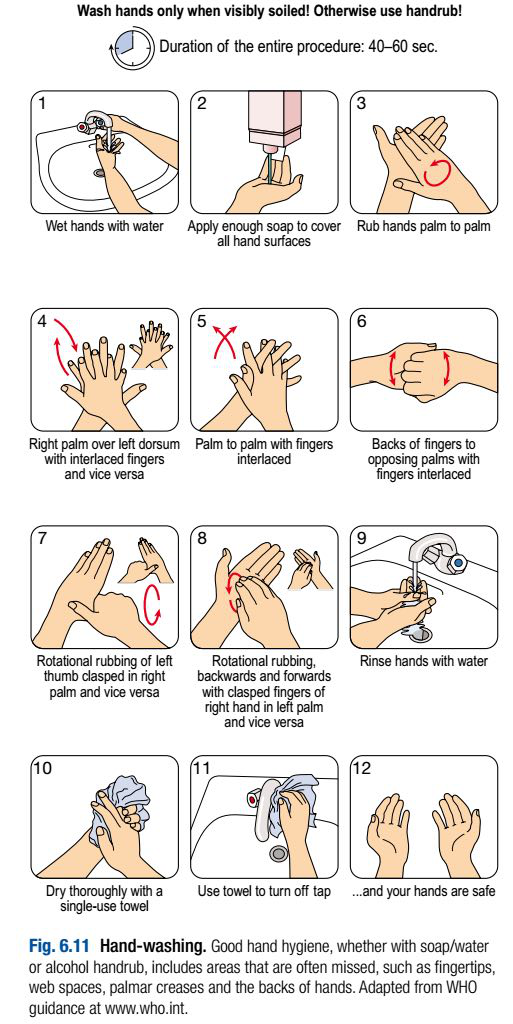 Wash hands only when visibly soiled! Otherwise use handrub!
Duration of the entire procedure: 40–60 sec.
1
Wet hands with water
2
Apply enough soap to cover
all hand surfaces
3
Rub hands palm to palm
4
Right palm over left dorsum
with interlaced fingers
and vice versa
5
Palm to palm with fingers
interlaced
6
Backs of fingers to
opposing palms with
fingers interlaced
7
Rotational rubbing of left
thumb clasped in right
palm and vice versa
8
Rotational rubbing,
backwards and forwards
with clasped fingers of
right hand in left palm
and vice versa
9
Rinse hands with water
10
Dry thoroughly with a
single-use towel
11
Use towel to turn off tap
12
...and your hands are safe
Fig. 6.11 Hand-washing. Good hand hygiene, whether with soap/water
or alcohol handrub, includes areas that are often missed, such as fingertips,
web spaces, palmar creases and the backs of hands. Adapted from WHO
guidance at www.who.int.